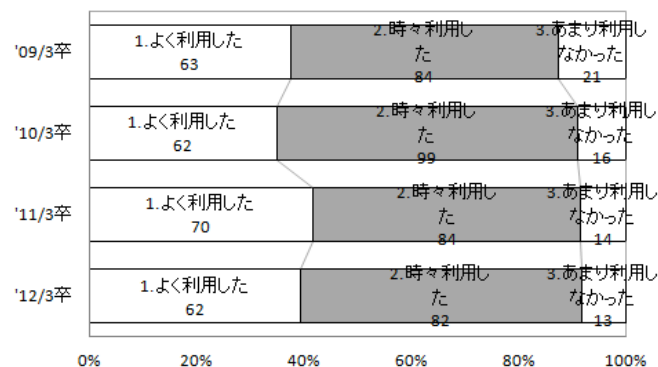 '09/3卒
1.よく利用した
63
2.時々利用し
た
84
3.あまり利用し
なかった
21
'10/3卒
1.よく利用した
62
2.時々利用し
た
99
3.あまり利用し
なかった
16
'11/3卒
1.よく利用した
70
2.時々利用し
た
84
3.あまり利用し
なかった
14
'12/3卒
1.よく利用した
62
2.時々利用し
た
82
3.あまり利用し
なかった
13
0% 20% 40% 60% 80% 100%